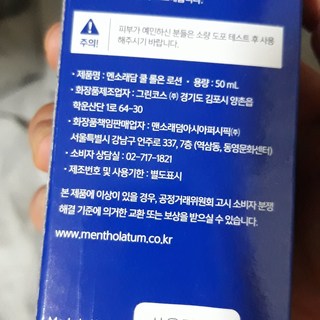 주의!
피부가 예민하신 분들은 소량 도포 테스트 후 사용
해주시기 바랍니다.
• 제품명 : 맨소래담 쿨 롤온 로션 • 용량 : 50 mL
• 화장품제조업자 : 그린코스 ㈜ 경기도 김포시 양촌읍
학운산단 1로 64-30
• 화장품책임판매업자 : 맨소래담아시아퍼시픽㈜
서울특별시 강남구 언주로 337, 7층 (역삼동, 동영문화센터)
• 소비자 상담실 : 02-717-1821
• 제조번호 및 사용기한 : 별도표시
본 제품에 이상이 있을 경우, 공정거래위원회 고시 소비자 분쟁
해결 기준에 의거한 교환 또는 보상을 받으실 수 있습니다.
www.mentholatum.co.kr